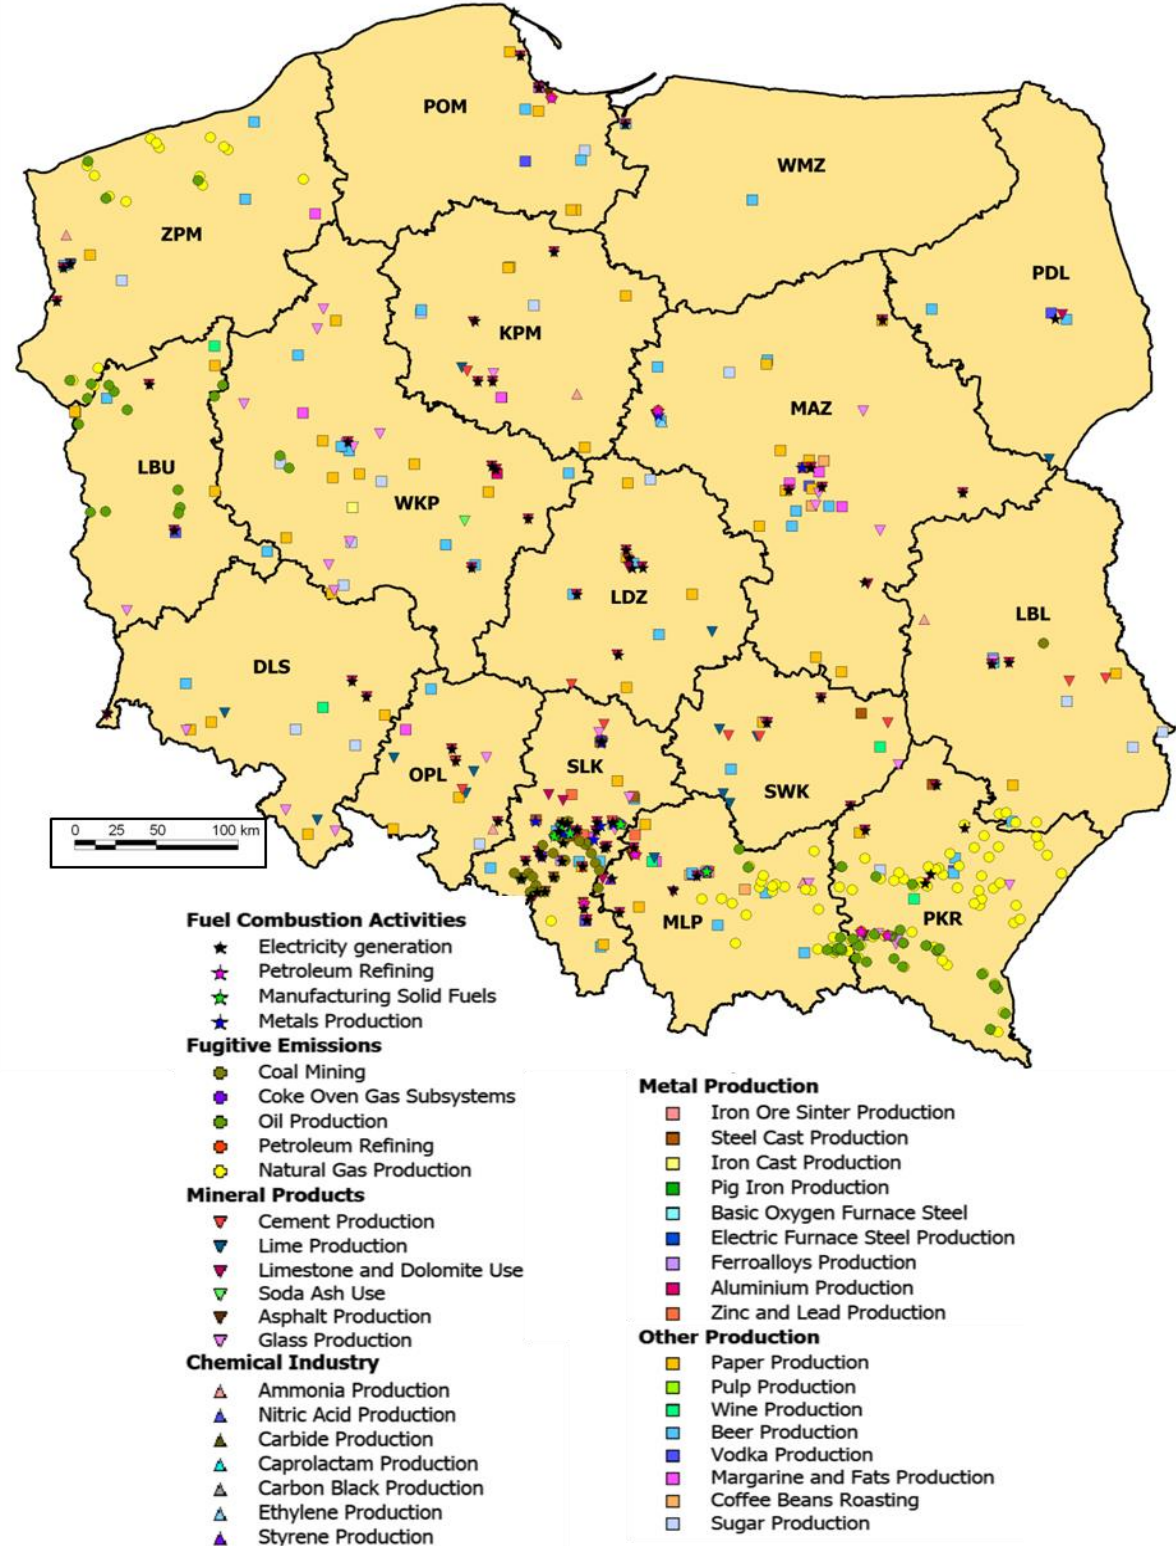 POM
WMZ
ZPM
PDL
KPM
MAZ
LBU
WKP
LDZ
LBL
DLS
OPL
SLK
SWK
0 25 50 100 km
MLP
PKR
Fuel Combustion Activities
Electricity generation
Petroleum Refining
Manufacturing Solid Fuels
Metals Production
Fugitive Emissions
Coal Mining
Coke Oven Gas Subsystems
Oil Production
Petroleum Refining
Natural Gas Production
Mineral Products
Cement Production
Lime Production
Limestone and Dolomite Use
Soda Ash Use
Asphalt Production
Glass Production
Chemical Industry
Ammonia Production
Nitric Acid Production
Carbide Production
Caprolactam Production
Carbon Black Production
Ethylene Production
Styrene Production
Metal Production
Iron Ore Sinter Production
Steel Cast Production
Iron Cast Production
Pig Iron Production
Basic Oxygen Furnace Steel
Electric Furnace Steel Production
Ferroalloys Production
Aluminium Production
Zinc and Lead Production
Other Production
Paper Production
Pulp Production
Wine Production
Beer Production
Vodka Production
Margarine and Fats Production
Coffee Beans Roasting
Sugar Production